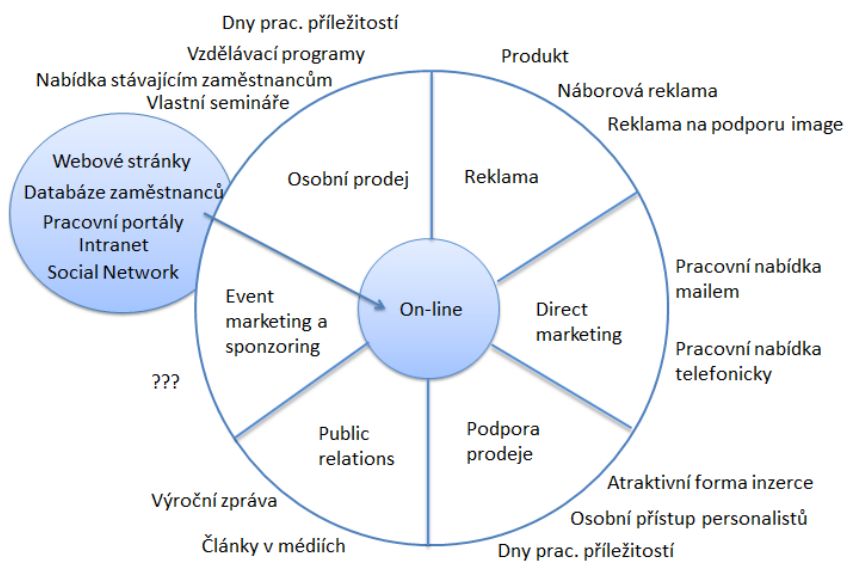 Dny prac. příležitostí
Vzdělávací programy
Nabídka stávajícím zaměstnancům
Vlastní semináře
Produkt
Náborová reklama
Reklama na podporu image
Webové stránky
Databáze zaměstnanců
Pracovní portály
Intranet
Social Network
Osobní prodej
Reklama
Event
marketing a
sponzoring
On-line
Direct
marketing
Pracovní nabídka
mailem
Pracovní nabídka
telefonicky
???
Public
relations
Podpora
prodeje
Výroční zpráva
Články v médiích
Atraktivní forma inzerce
Osobní přístup personalistů
Dny prac. příležitostí